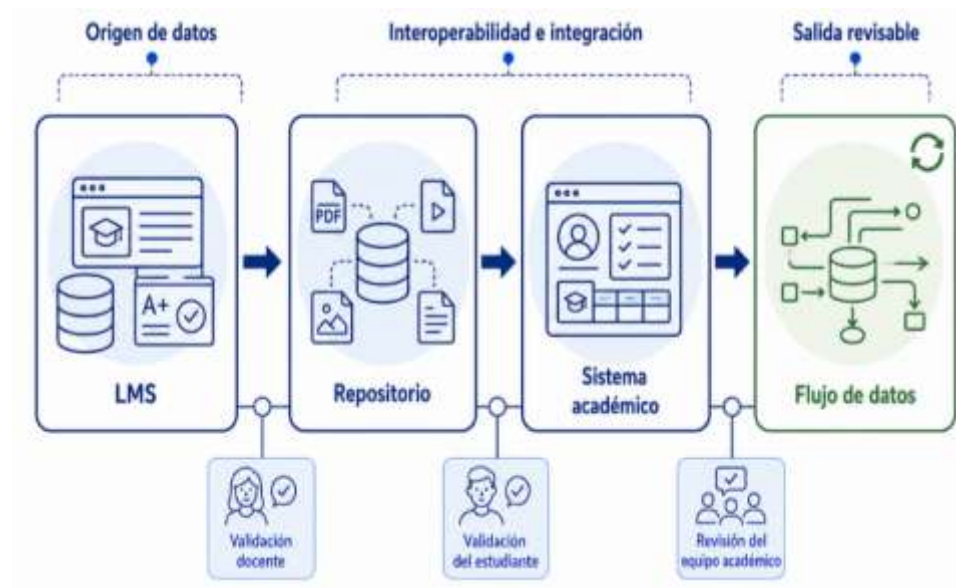 Origen de datos
Interoperabilidad e integración
Salida revisable
PDF
A+
LMS
Repositorio
Sistema
académico
Flujo de datos
Validación
docente
Validación
del estudiante
Revisión del
equipo académico